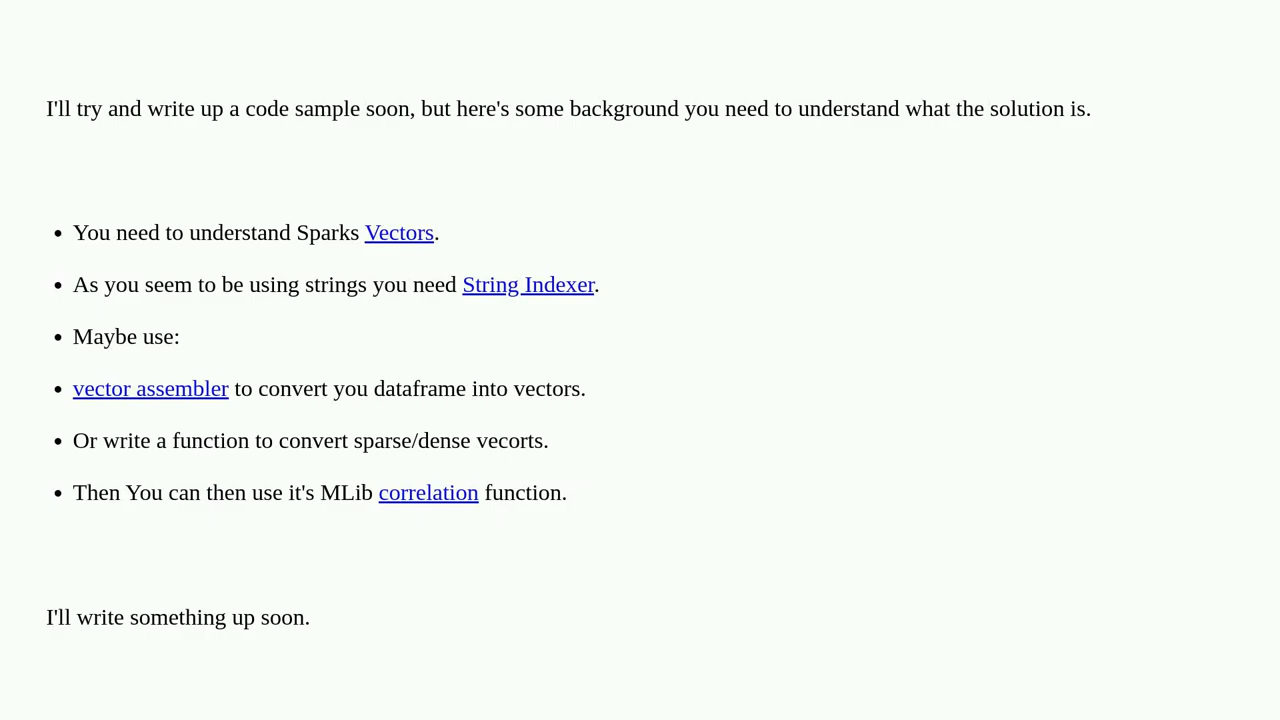 I'll try and write up a code sample soon, but here's some background you need to understand what the solution is.
• You need to understand Sparks Vectors.
• As you seem to be using strings you need String Indexer.
• Maybe use:
• vector assembler to convert you dataframe into vectors.
• Or write a function to convert sparse/dense vecorts.
• Then You can then use it's MLib correlation function.
I'll write something up soon.